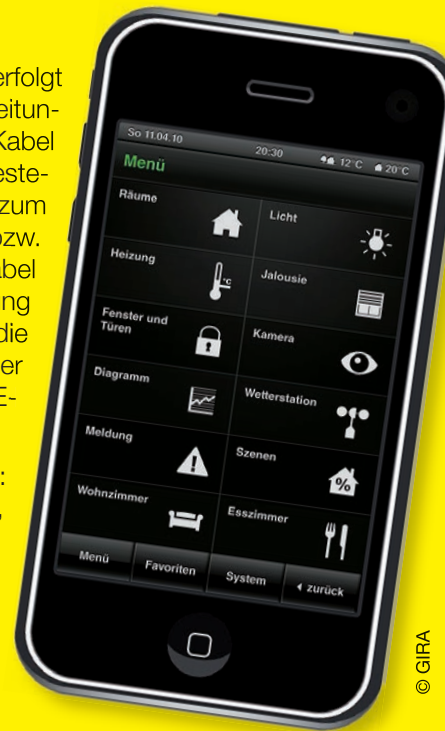 erfolgt
eitun-
Kabel
este-
zum
bzw.
abel
ung
die
er
E-
:
,
So 11.04.10 20:30 12°C 20°C
Menü
Räume
Licht
Heizung
°C
Jalousie
Fenster und
Türen
Kamera
Diagramm
Wetterstation
Meldung
Szenen
%
Wohnzimmer
Esszimmer
Menü Favoriten System zurück
© GIRA